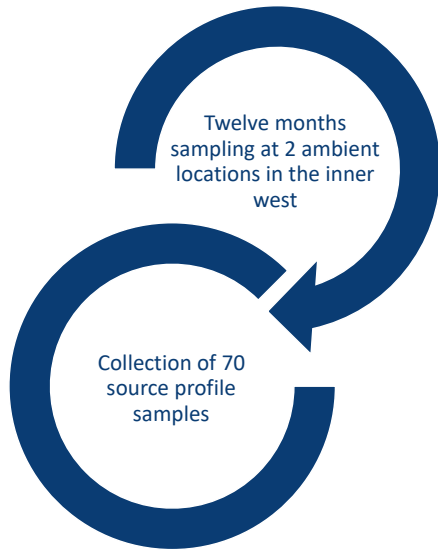 Twelve months
sampling at 2 ambient
locations in the inner
west
Collection of 70
source profile
samples